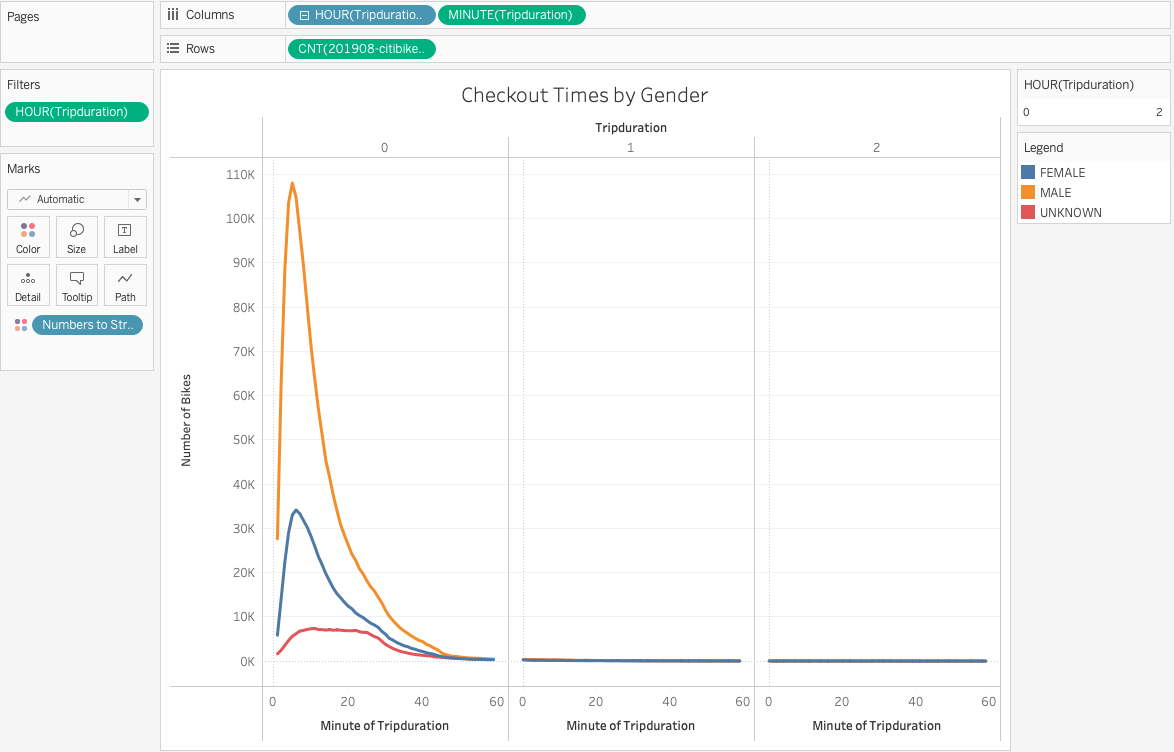 Pages
Columns
HOUR(Tripduratio..
MINUTE(Tripduration)
Rows
CNT(201908-citibike..
Filters
HOUR(Tripduration)
Marks
Automatic
Color Size Label
Detail Tooltip Path
Numbers to Str..
Checkout Times by Gender
Tripduration
0 1 2
Number of Bikes
110K
100K
90K
80K
70K
60K
50K
40K
30K
20K
10K
0K
0 20 40 60 0 20 40 60 0 20 40 60
Minute of Tripduration Minute of Tripduration Minute of Tripduration
HOUR(Tripduration)
0 2
Legend
FEMALE
MALE
UNKNOWN